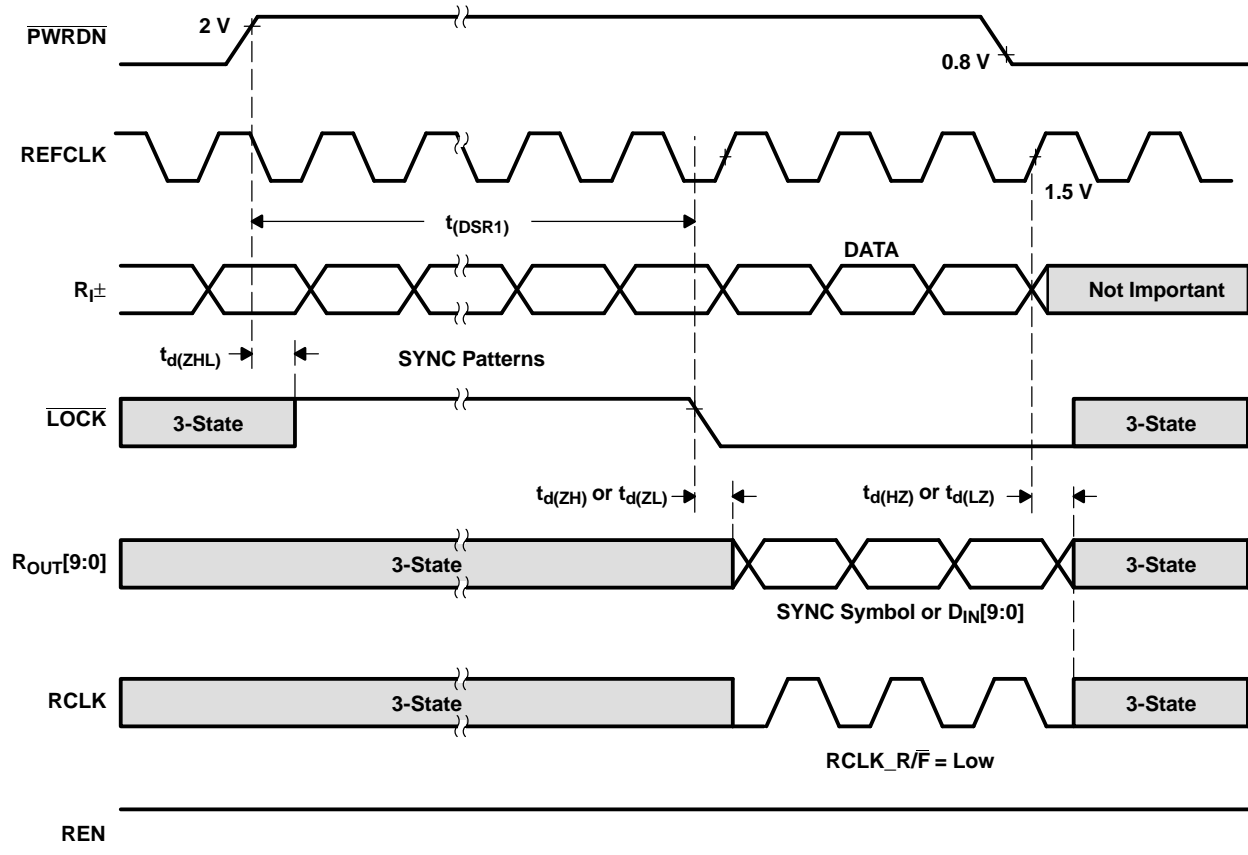 PWRDN
2 V
0.8 V
REFCLK
1.5 V
t(DSR1)
DATA
RI±
Not Important
td(ZHL)
SYNC Patterns
LOCK
3-State
3-State
td(ZH) or td(ZL)
td(HZ) or td(LZ)
ROUT[9:0]
3-State
3-State
SYNC Symbol or DIN[9:0]
RCLK
3-State
3-State
RCLK_R/F = Low
REN